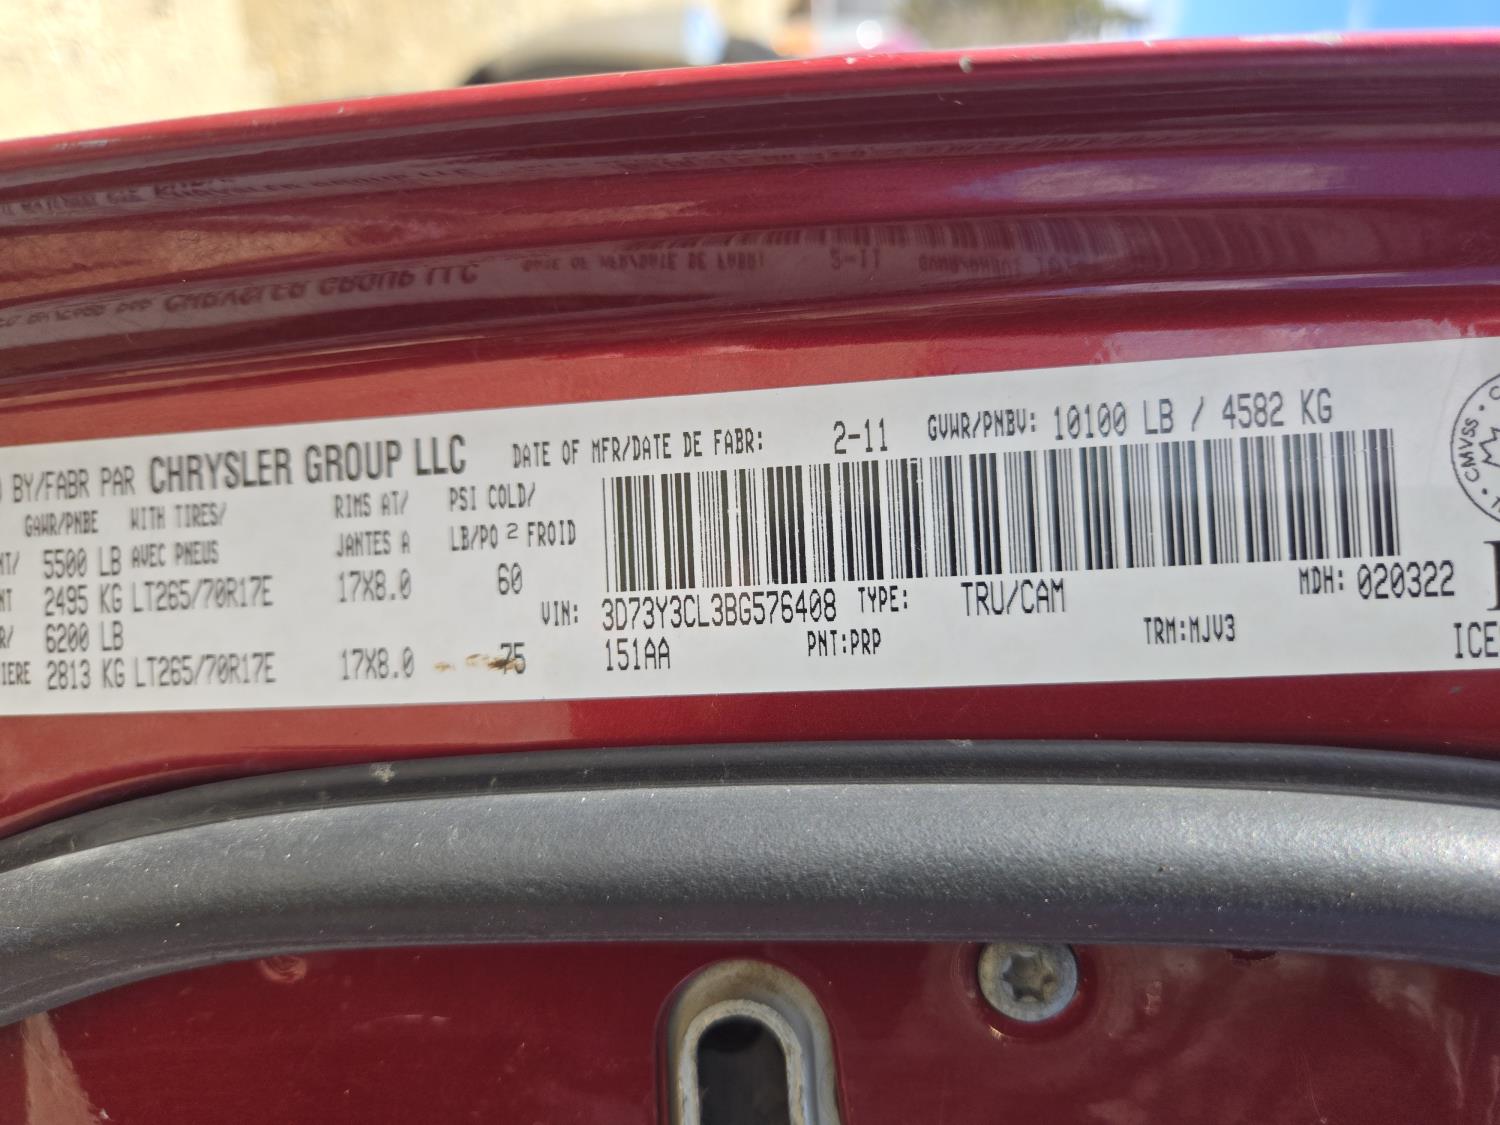 BY/FABR PAR CHRYSLER GROUP LLC DATE OF MFR/DATE DE FABR: 2-11 GVWR/PNBV: 10100 LB / 4582 KG
GAWR/PNBE WITH TIRES/ RIMS AT/ PSI COLD/
5500 LB AVEC PNEUS JANTES A LB/PO 2 FROID
2495 KG LT265/70R17E 17X8.0 60
VIN: 3D73Y3CL3BG576408 TYPE: TRU/CAM MDH: 020322
6200 LB
151AA PNT:PRP TRM:MJV3
IERE 2813 KG LT265/70R17E 17X8.0 75
CMVSS